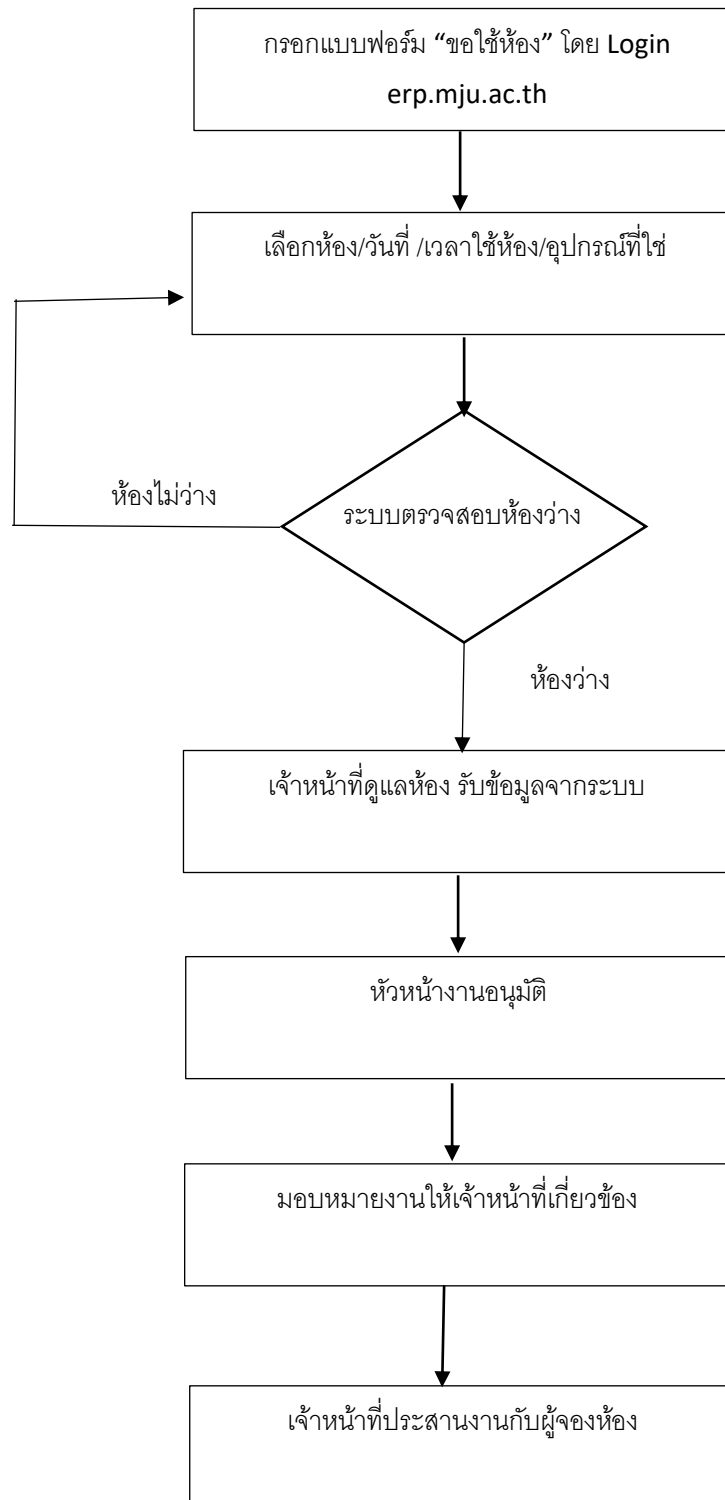 กรอกแบบฟอร์ม “ขอใช้ห้อง” โดย Login
erp.mju.ac.th
เลือกห้อง/วันที่ /เวลาใช้ห้อง/อุปกรณ์ที่ใช่
ห้องไม่ว่าง
ระบบตรวจสอบห้องว่าง
ห้องว่าง
เจ้าหน้าที่ดูแลห้อง รับข้อมูลจากระบบ
หัวหน้างานอนุมัติ
มอบหมายงานให้เจ้าหน้าที่เกี่ยวข้อง
เจ้าหน้าที่ประสานงานกับผู้จองห้อง